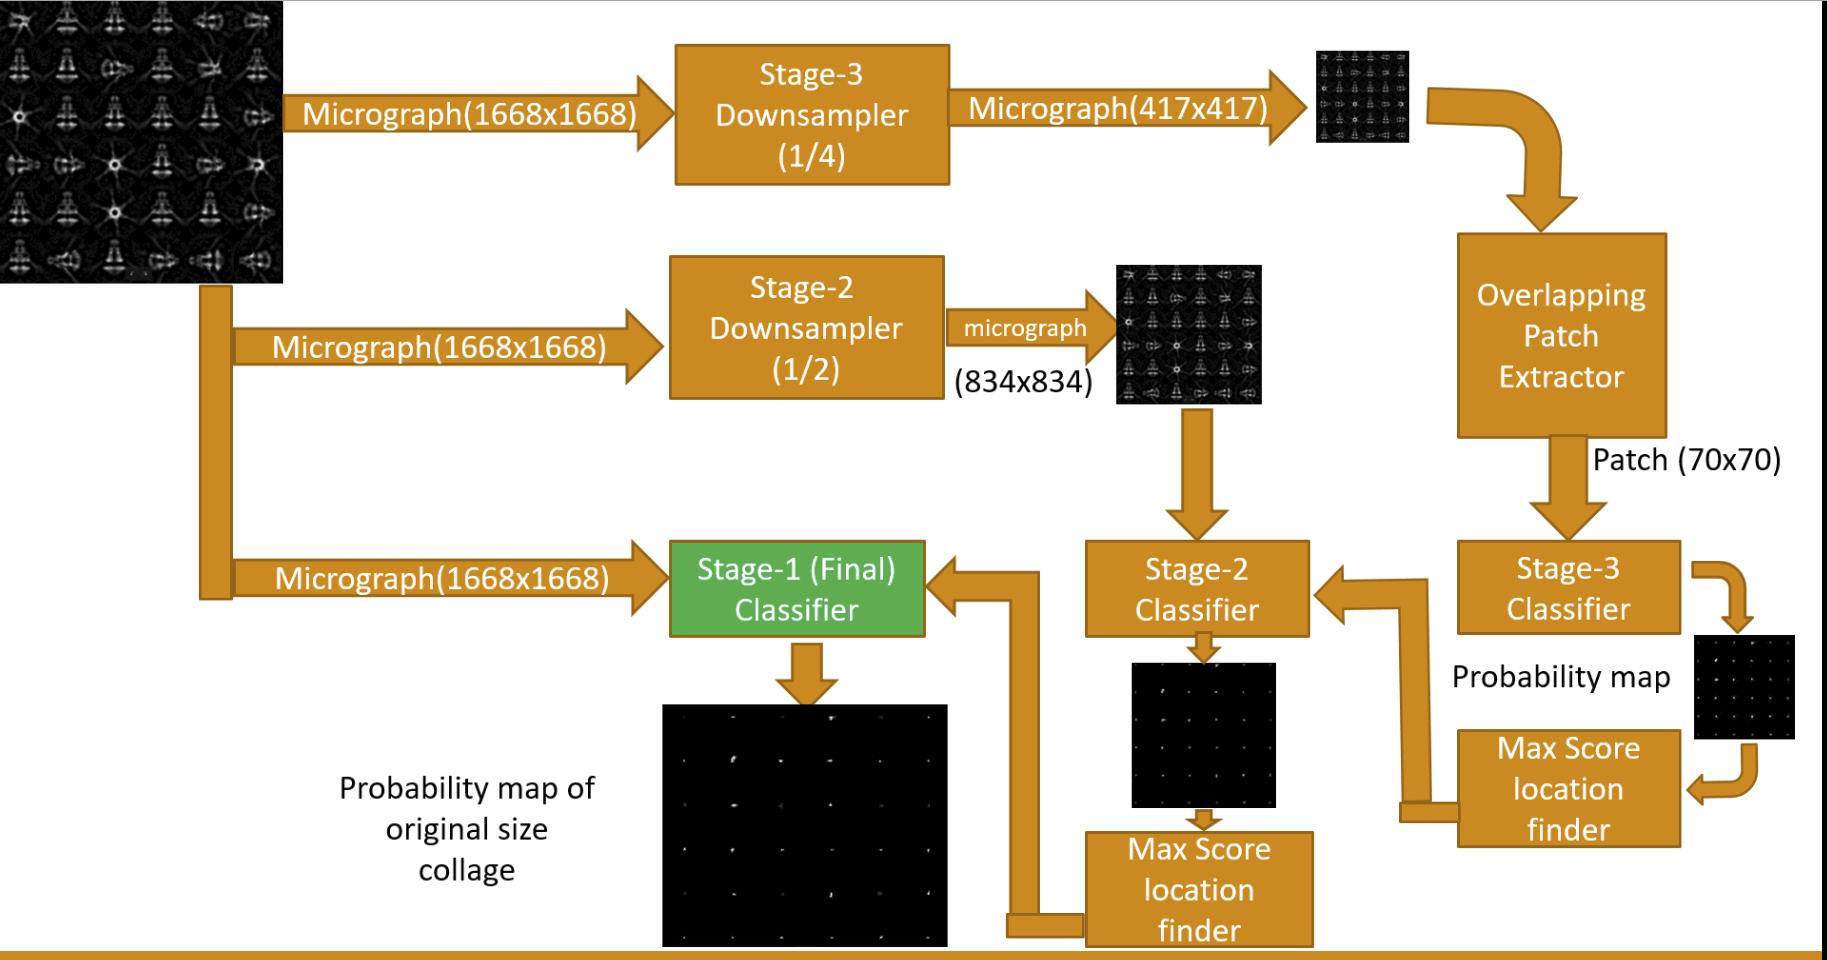 Micrograph(1668x1668)
Stage-3
Downsampler
(1/4)
Micrograph(417x417)
Micrograph(1668x1668)
Stage-2
Downsampler
(1/2)
micrograph
(834x834)
Overlapping
Patch
Extractor
Patch (70x70)
Micrograph(1668x1668)
Stage-1 (Final)
Classifier
Stage-2
Classifier
Stage-3
Classifier
Probability map
Max Score
location
finder
Probability map of
original size
collage
Max Score
location
finder